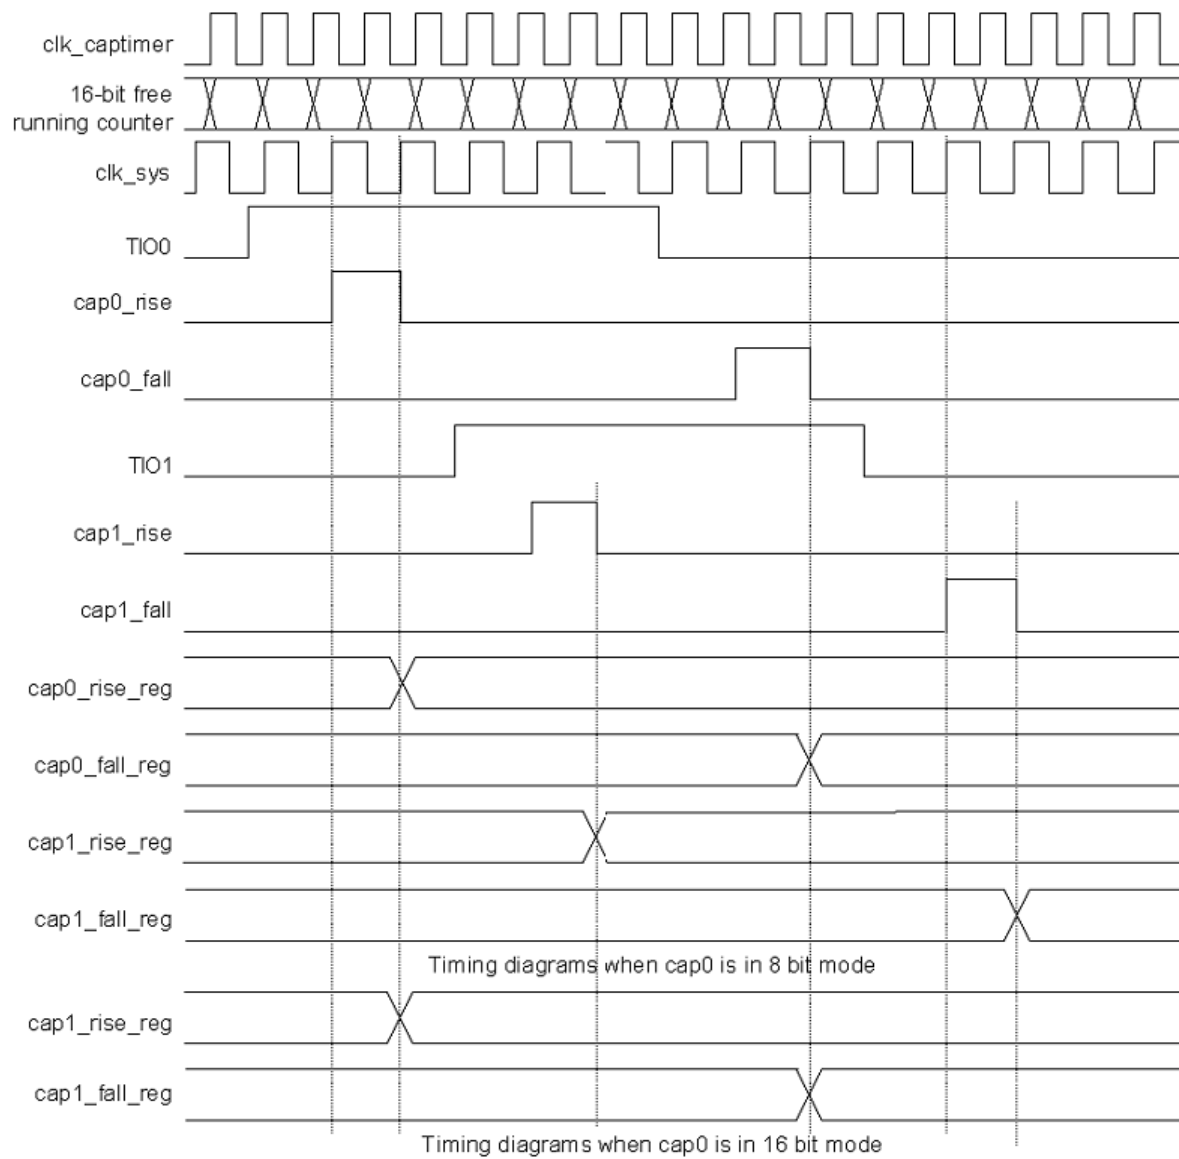 clk_captimer
16-bit free
running counter
clk_sys
TIO0
cap0_rise
cap0_fall
TIO1
cap1_rise
cap1_fall
cap0_rise_reg
cap0_fall_reg
cap1_rise_reg
cap1_fall_reg
Timing diagrams when cap0 is in 8 bit mode
cap1_rise_reg
cap1_fall_reg
Timing diagrams when cap0 is in 16 bit mode